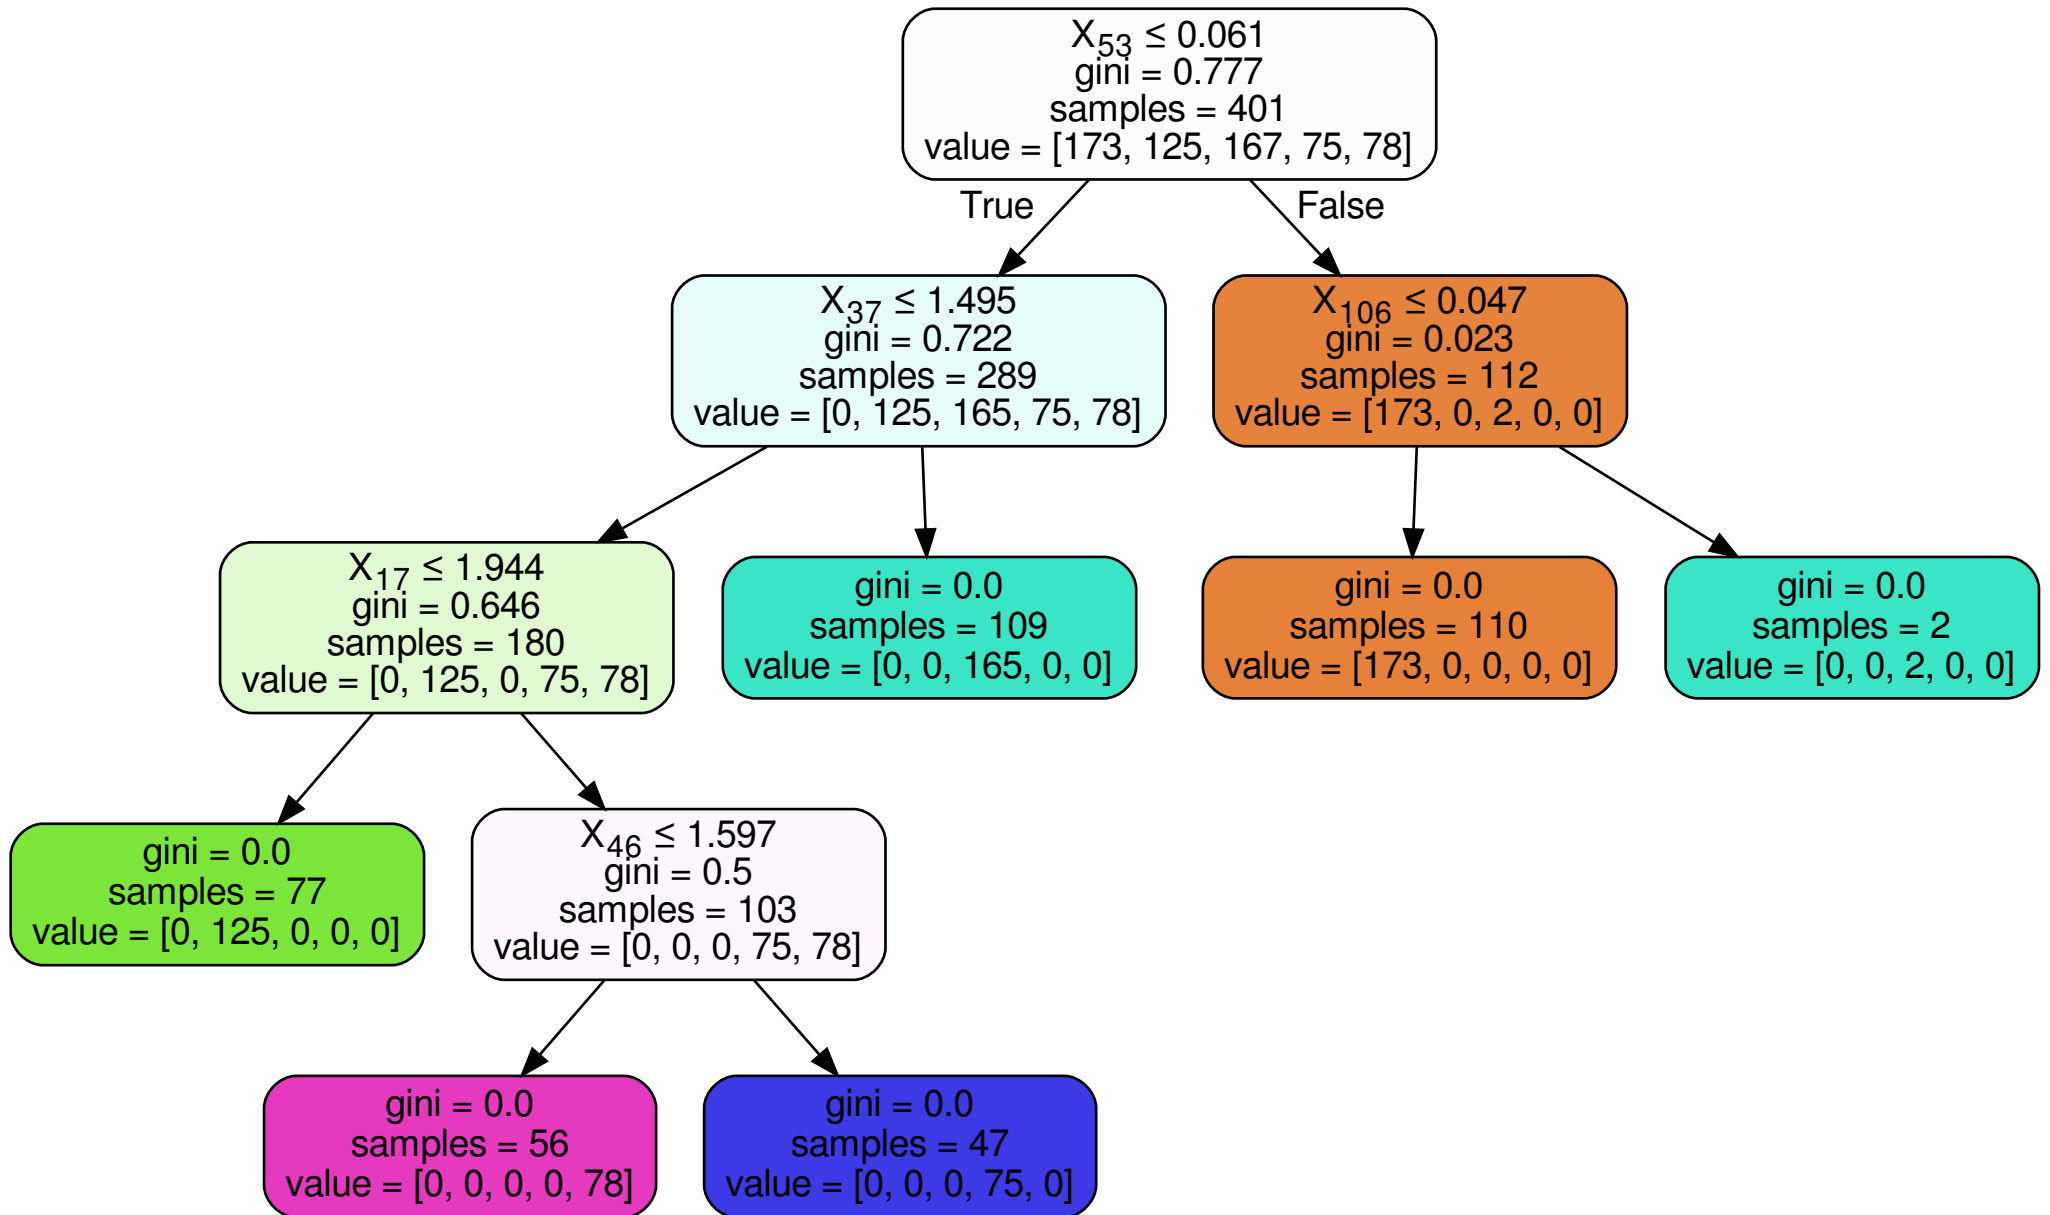 X53 ≤ 0.061
gini = 0.777
samples = 401
value = [173, 125, 167, 75, 78]
True
False
X37 ≤ 1.495
gini = 0.722
samples = 289
value = [0, 125, 165, 75, 78]
X106 ≤ 0.047
gini = 0.023
samples = 112
value = [173, 0, 2, 0, 0]
X17 ≤ 1.944
gini = 0.646
samples = 180
value = [0, 125, 0, 75, 78]
gini = 0.0
samples = 109
value = [0, 0, 165, 0, 0]
gini = 0.0
samples = 110
value = [173, 0, 0, 0, 0]
gini = 0.0
samples = 2
value = [0, 0, 2, 0, 0]
gini = 0.0
samples = 77
value = [0, 125, 0, 0, 0]
X46 ≤ 1.597
gini = 0.5
samples = 103
value = [0, 0, 0, 75, 78]
gini = 0.0
samples = 56
value = [0, 0, 0, 0, 78]
gini = 0.0
samples = 47
value = [0, 0, 0, 75, 0]